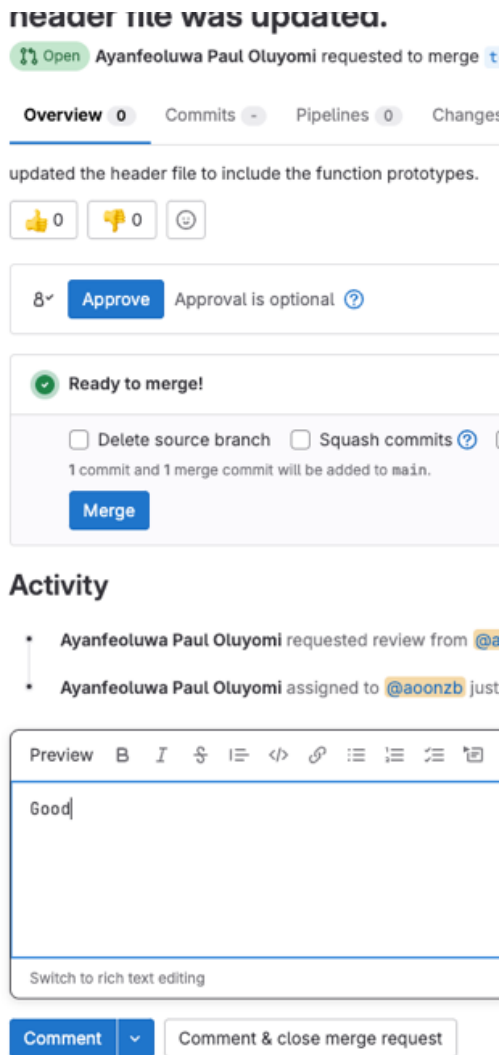 header file was updated.
Open Ayanfeoluwa Paul Oluyomi requested to merge t
Overview 0 Commits - Pipelines 0 Changes
updated the header file to include the function prototypes.
0 0
Approve Approval is optional ?
Ready to merge!
Delete source branch Squash commits ?
1 commit and 1 merge commit will be added to main.
Merge
Activity
Ayanfeoluwa Paul Oluyomi requested review from @a
Ayanfeoluwa Paul Oluyomi assigned to @aoonzb just
Preview B I S
Good
Switch to rich text editing
Comment Comment & close merge request